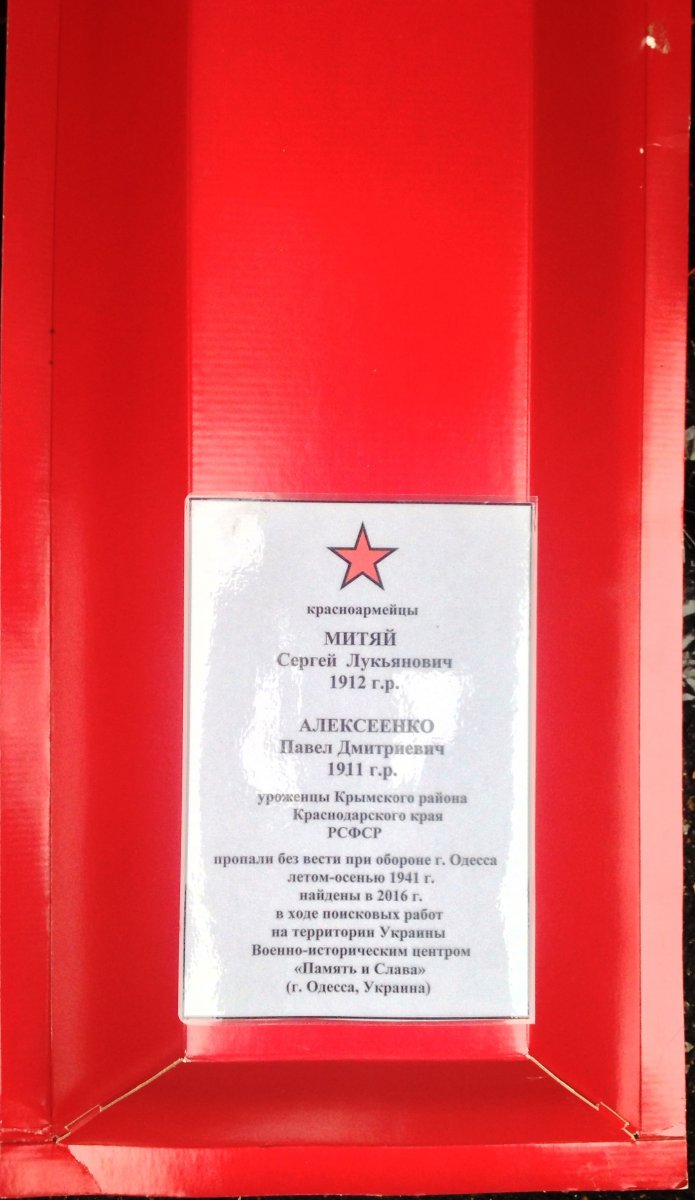 красноармейцы
МИТЯЙ
Сергей Лукьянович
1912 г.р.
АЛЕКСЕЕНКО
Павел Дмитриевич
1911 г.р.
уроженцы Крымского района
Краснодарского края
РСФСР
пропали без вести при обороне г. Одесса
летом-осенью 1941 г.
найдены в 2016 г.
в ходе поисковых работ
на территории Украины
Военно-историческим центром
«Память и Слава»
(г. Одесса, Украина)